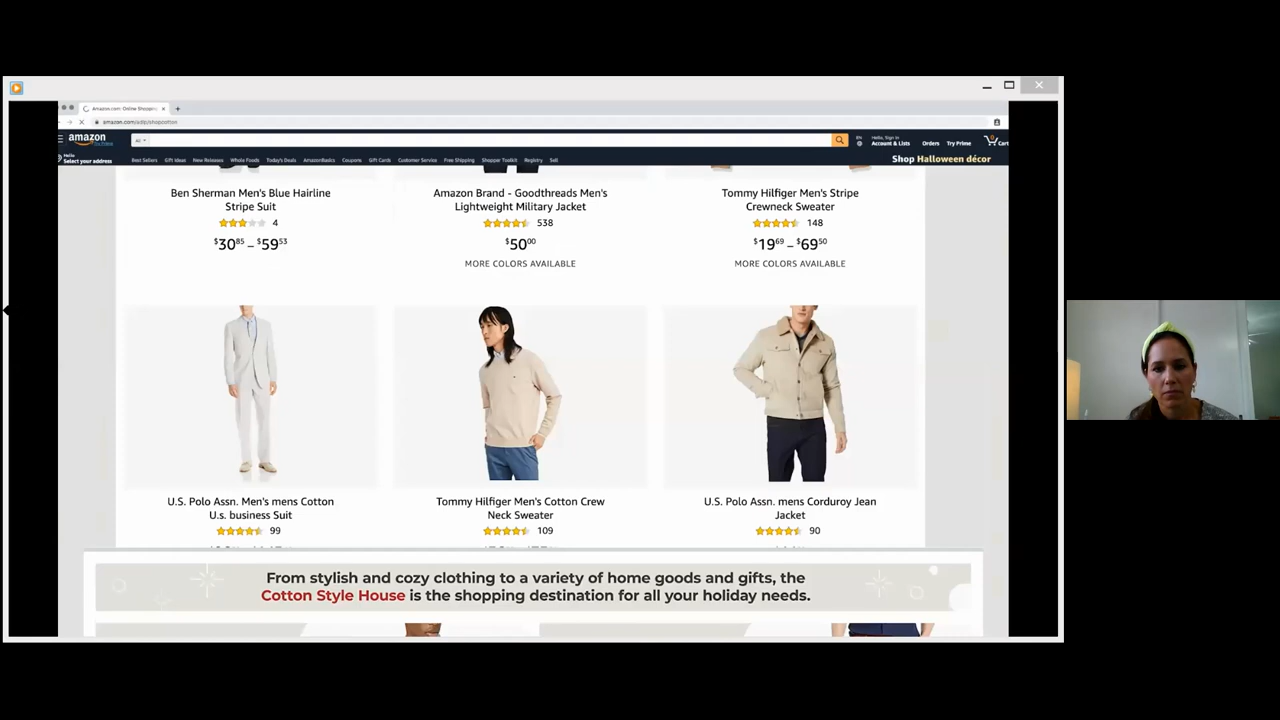 Amazon.com: Online Shopping
amazon.com/adlp/shopcotton
amazon
All
EN
Hello, Sign in
Account & Lists
Orders
Try Prime
0
Cart
Hello
Select your address
Best Sellers
Gift Ideas
New Releases
Whole Foods
Today's Deals
AmazonBasics
Coupons
Gift Cards
Customer Service
Free Shipping
Shopper Toolkit
Registry
Sell
Shop Halloween décor
Ben Sherman Men's Blue Hairline
Stripe Suit
4
$3085 – $5953
Amazon Brand - Goodthreads Men's
Lightweight Military Jacket
538
$5000
MORE COLORS AVAILABLE
Tommy Hilfiger Men's Stripe
Crewneck Sweater
148
$1969 – $6950
MORE COLORS AVAILABLE
U.S. Polo Assn. Men's mens Cotton
U.s. business Suit
99
Tommy Hilfiger Men's Cotton Crew
Neck Sweater
109
U.S. Polo Assn. mens Corduroy Jean
Jacket
90
From stylish and cozy clothing to a variety of home goods and gifts, the
Cotton Style House is the shopping destination for all your holiday needs.